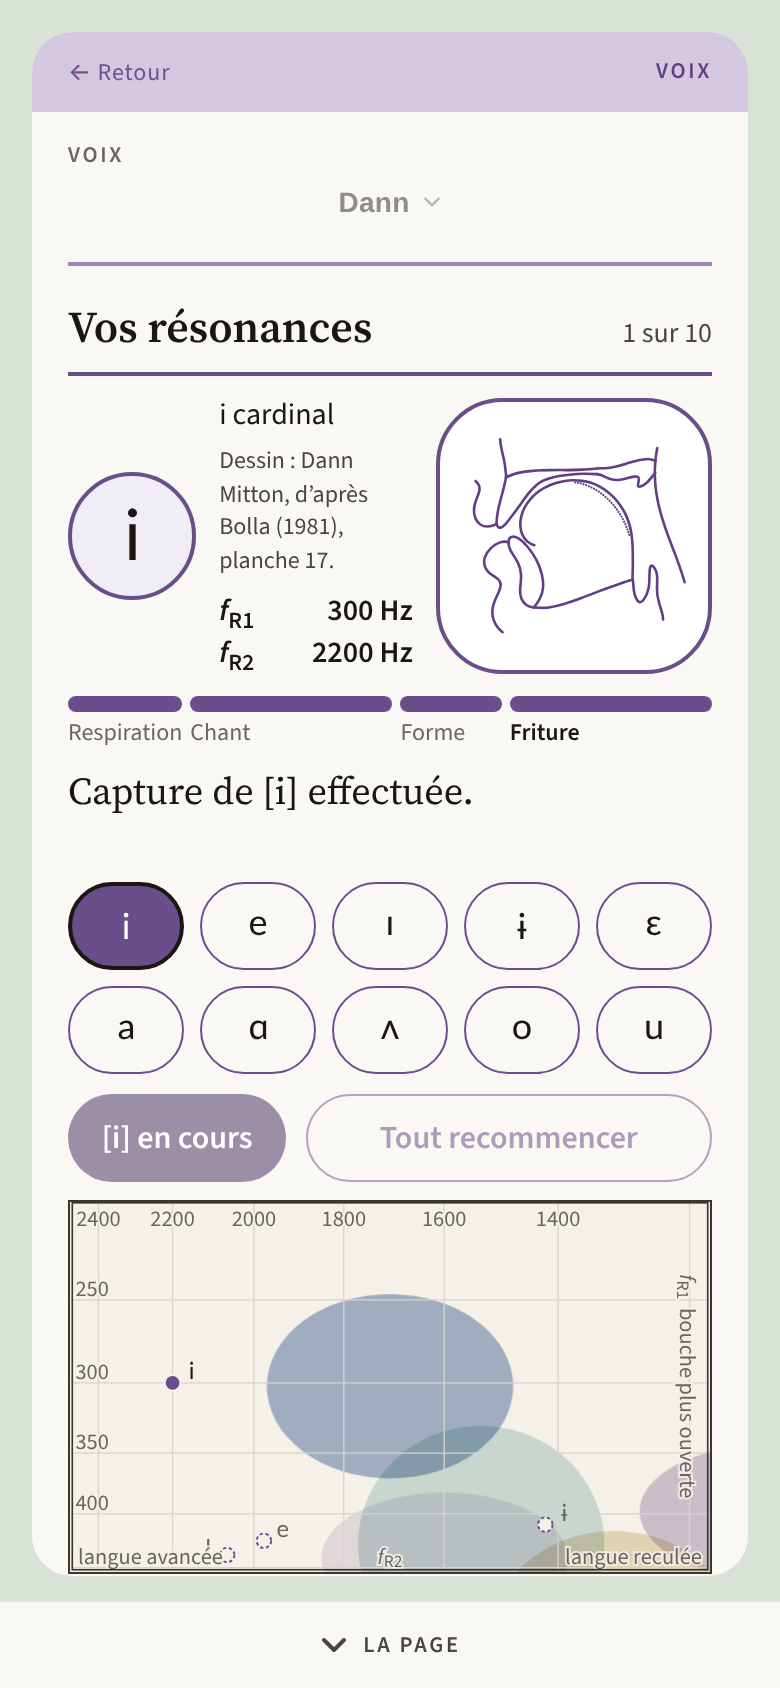 ← Retour
VOIX
VOIX
Dann
Vos résonances
1 sur 10
i
i cardinal
Dessin : Dann
Mitton, d’après
Bolla (1981),
planche 17.
fR1 300 Hz
fR2 2200 Hz
Respiration Chant Forme Friture
Capture de [i] effectuée.
i e ɪ ɨ ɛ
a ɑ ʌ o u
[i] en cours
Tout recommencer
2400 2200 2000 1800 1600 1400
250
fR1 bouche plus ouverte
i
300
350
400
ɨ
e
langue avancée
fR2
langue reculée
LA PAGE